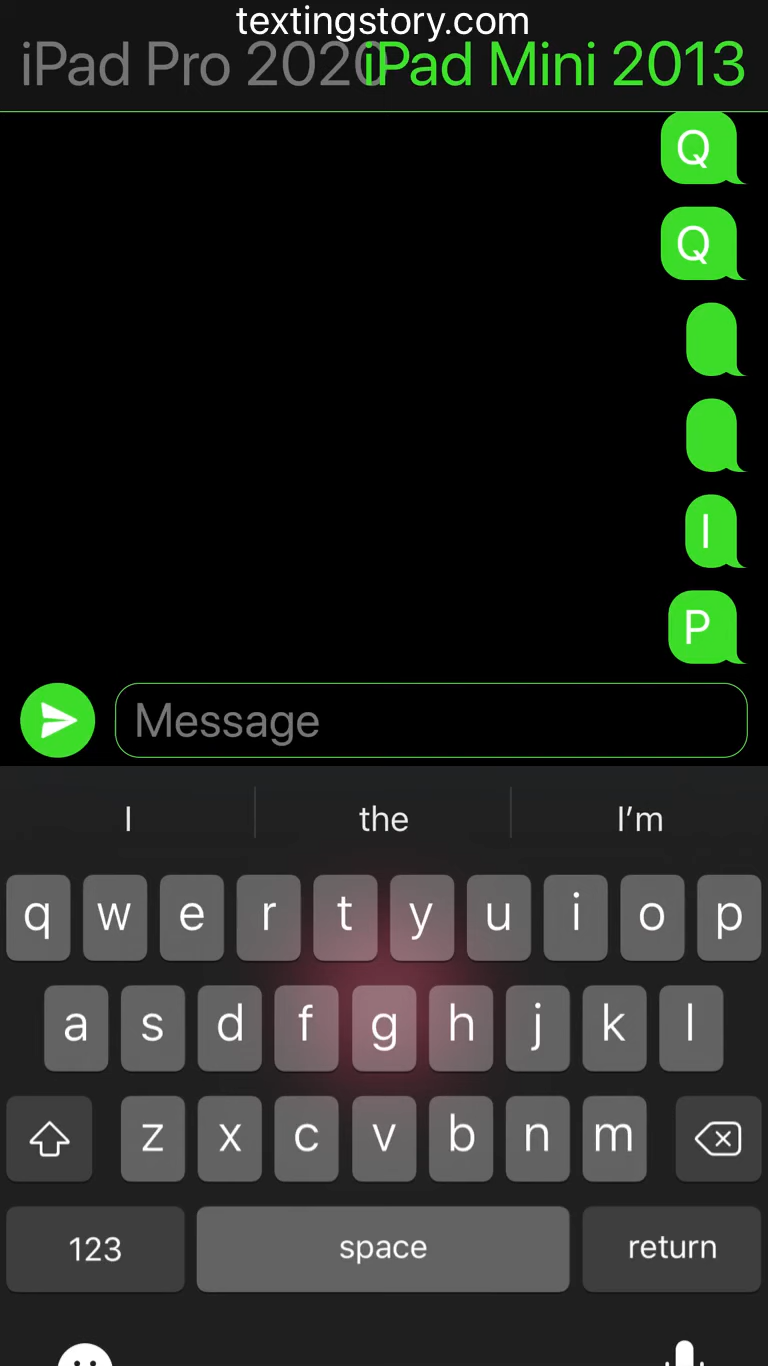 textingstory.com
iPad Pro 2020 iPad Mini 2013
Q
Q
I
P
Message
I the I’m
q w e r t y u i o p
a s d f g h j k l
z x c v b n m
123 space return